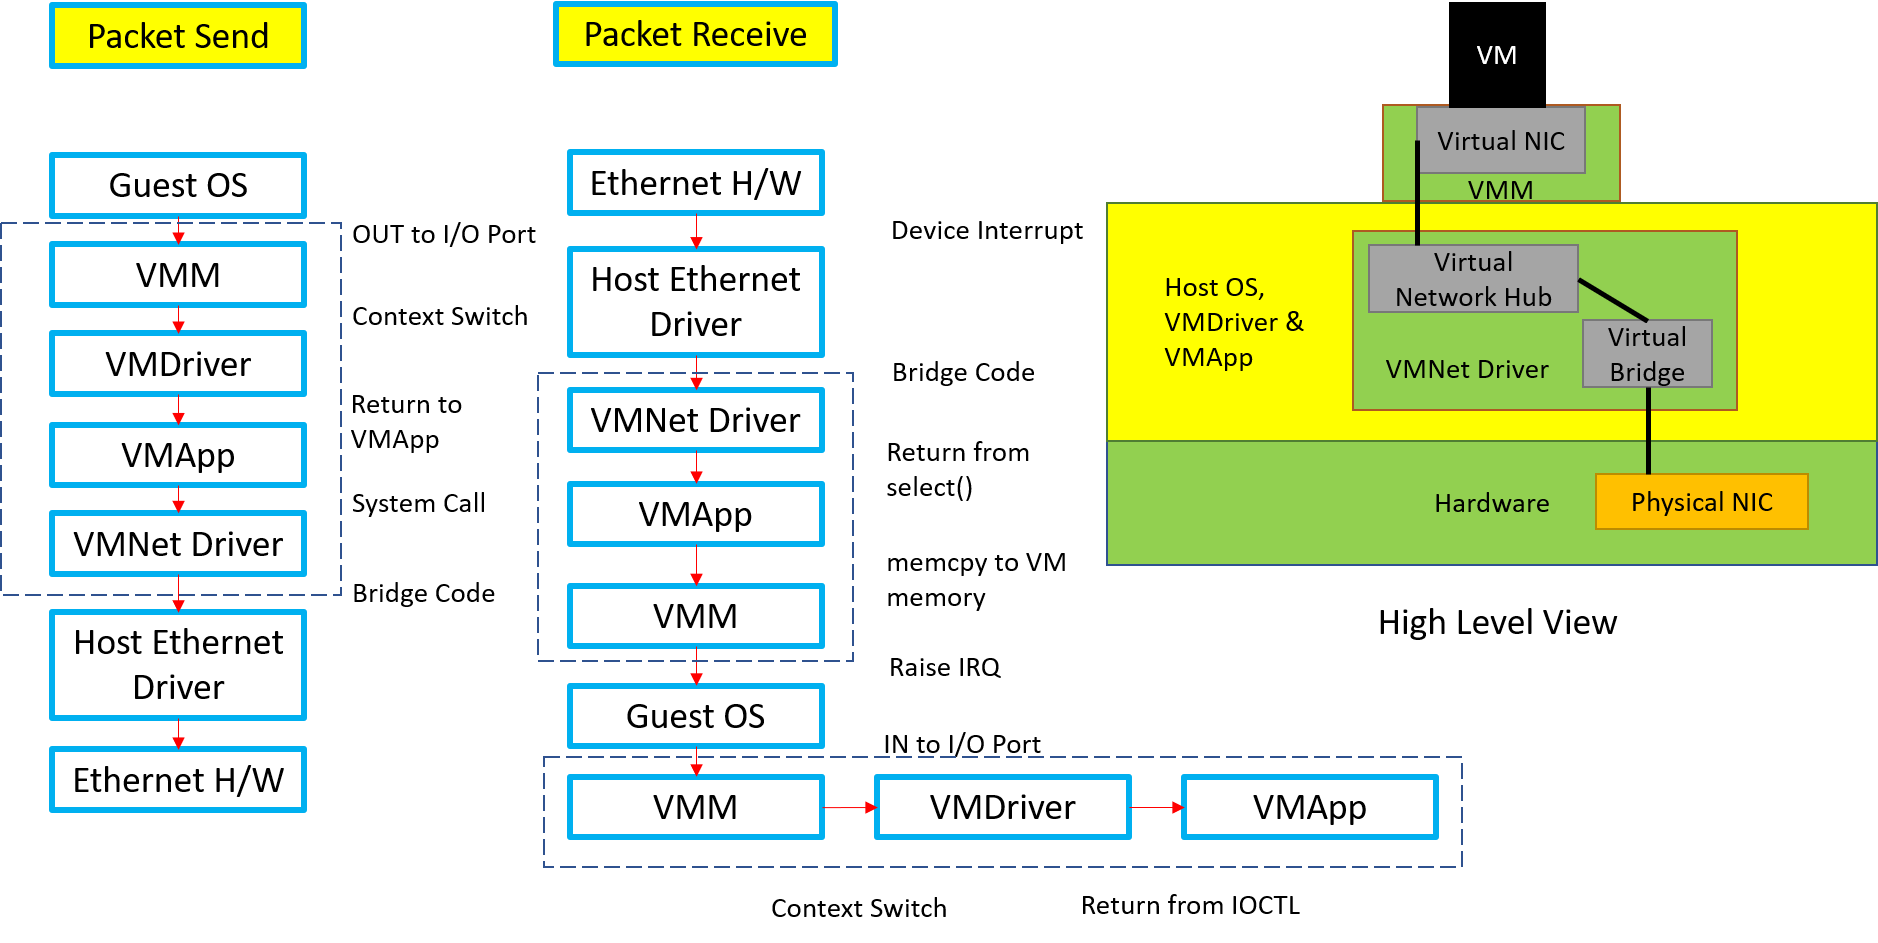 Packet Send
Guest OS
OUT to I/O Port
VMM
Context Switch
VMDriver
Return to
VMApp
VMApp
System Call
VMNet Driver
Bridge Code
Host Ethernet
Driver
Ethernet H/W
Packet Receive
Ethernet H/W
Device Interrupt
Host Ethernet
Driver
Bridge Code
VMNet Driver
Return from
select()
VMApp
memcpy to VM
memory
VMM
Raise IRQ
Guest OS
IN to I/O Port
VMM
VMDriver
VMApp
Context Switch
Return from IOCTL
VM
Virtual NIC
VMM
Virtual
Network Hub
Host OS,
VMDriver &
VMApp
Virtual
Bridge
VMNet Driver
Hardware
Physical NIC
High Level View